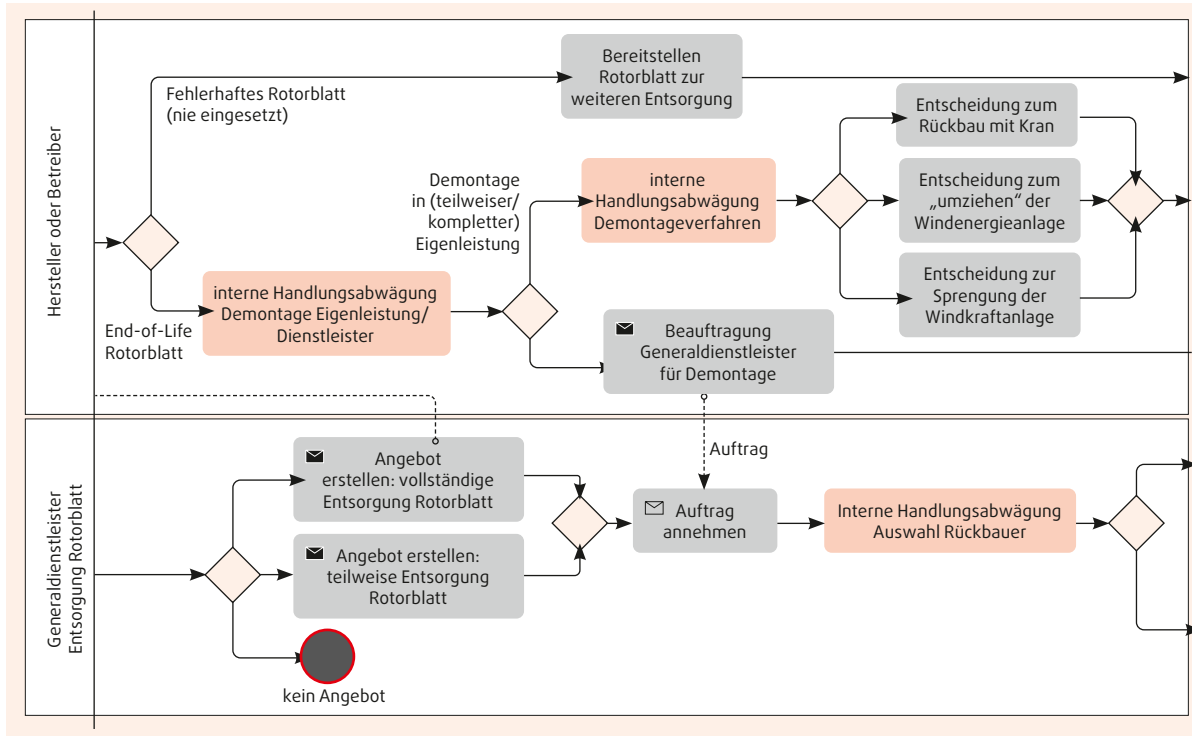 Hersteller oder Betreiber
Fehlerhaftes Rotorblatt
(nie eingesetzt)
Bereitstellen
Rotorblatt zur
weiteren Entsorgung
End-of-Life
Rotorblatt
interne Handlungsabwägung
Demontage Eigenleistung/
Dienstleister
Demontage
in (teilweiser/
kompletter)
Eigenleistung
interne
Handlungsabwägung
Demontageverfahren
Entscheidung zum
Rückbau mit Kran
Entscheidung zum
„umziehen“ der
Windenergieanlage
Entscheidung zur
Sprengung der
Windkraftanlage
Beauftragung
Generaldienstleister
für Demontage
Generaldienstleister
Entsorgung Rotorblatt
Angebot
erstellen: vollständige
Entsorgung Rotorblatt
Angebot erstellen:
teilweise Entsorgung
Rotorblatt
kein Angebot
Auftrag
Auftrag
annehmen
Interne Handlungsabwägung
Auswahl Rückbauer